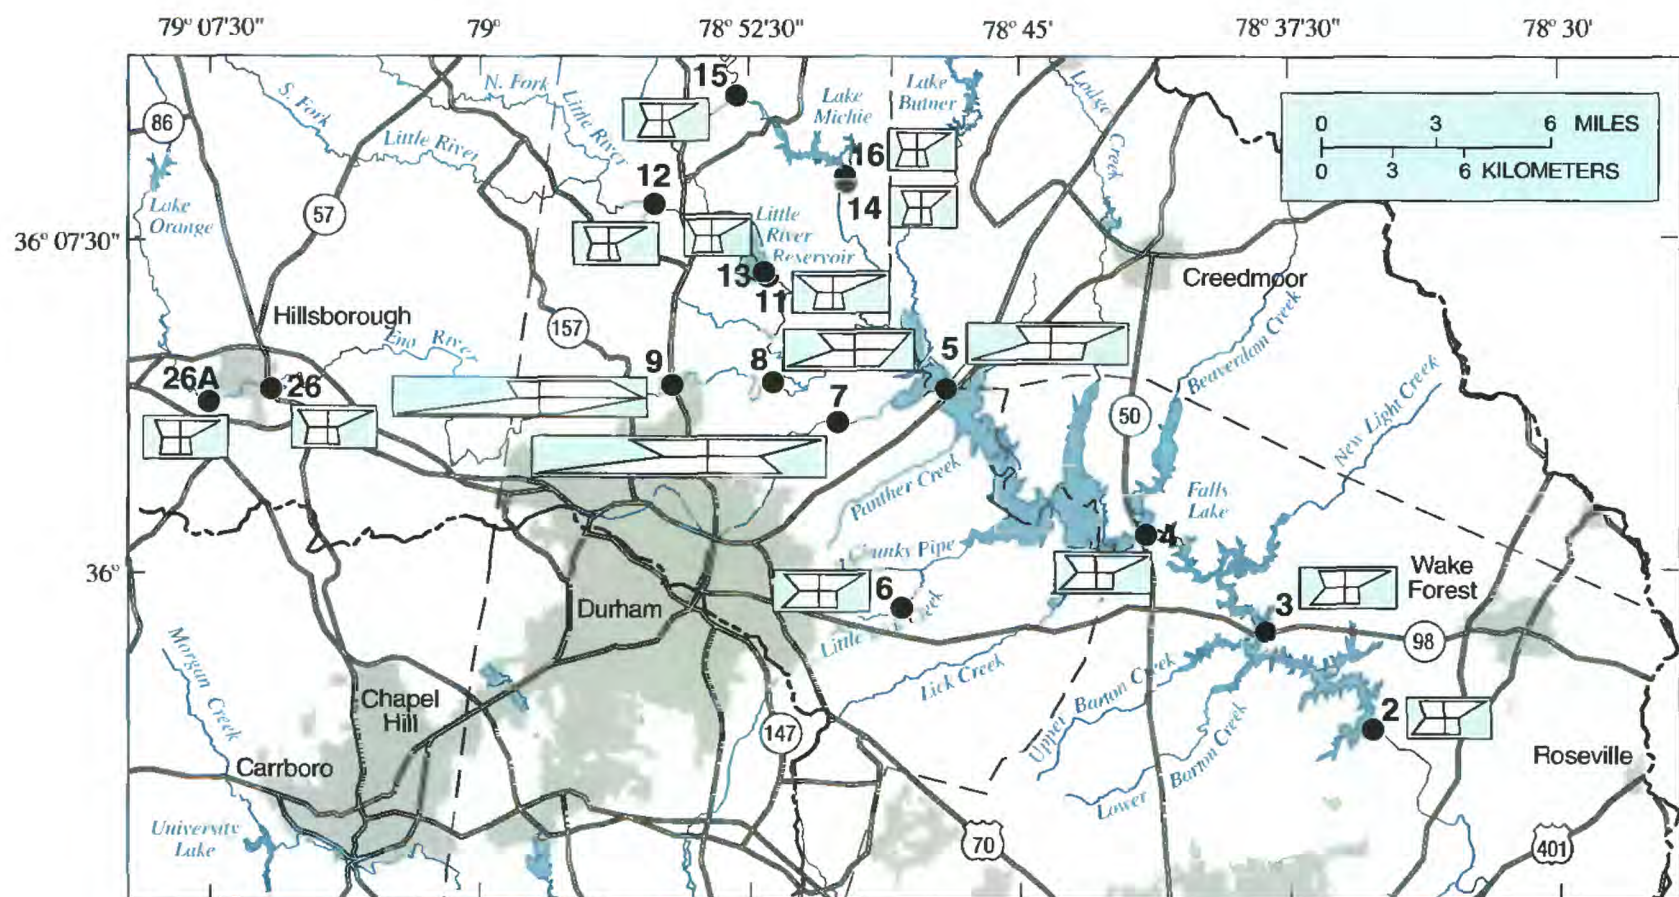 79° 07'30"
79°
78° 52'30"
78° 45'
78° 37'30"
78° 30'
15
N. Fork
Little River
S. Fork
Little River
Lake
Michie
Lake
Butner
Lodge
Creek
0 3 6 MILES
0 3 6 KILOMETERS
86
16
12
14
57
Lake
Orange
Little
River
Reservoir
36° 07'30"
13
11
Creedmoor
Hillsborough
Eno River
157
9
8
5
26A
26
7
Beaverdam Creek
New Light Creek
50
Panther Creek
Falls
Lake
4
Pipe
36°
6
Durham
Little
Creek
Wake
Forest
3
98
Lick Creek
Morgan Creek
Chapel
Hill
Upper Barton Creek
2
147
Lower Barton Creek
Carrboro
Roseville
University
Lake
70
401